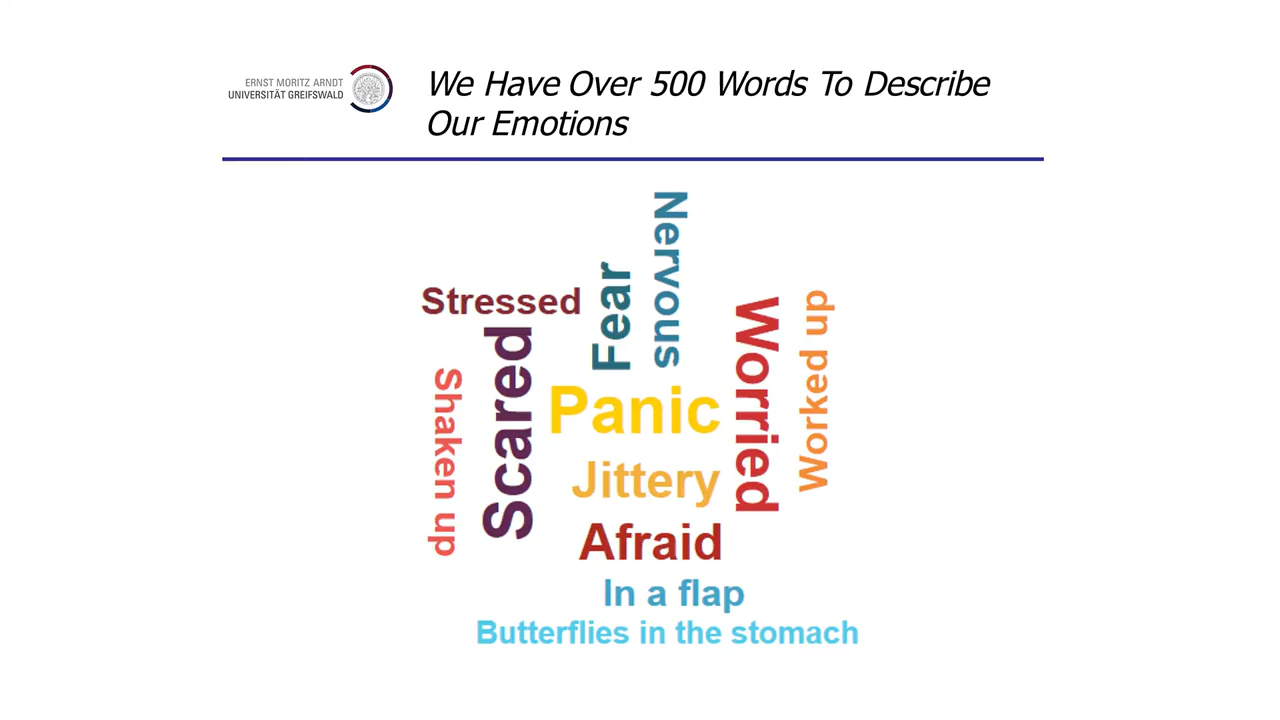 ERNST MORITZ ARNDT
UNIVERSITÄT GREIFSWALD
We Have Over 500 Words To Describe
Our Emotions
Nervous
Fear
Stressed
Scared
Shaken up
Panic
Worried
Worked up
Jittery
Afraid
In a flap
Butterflies in the stomach